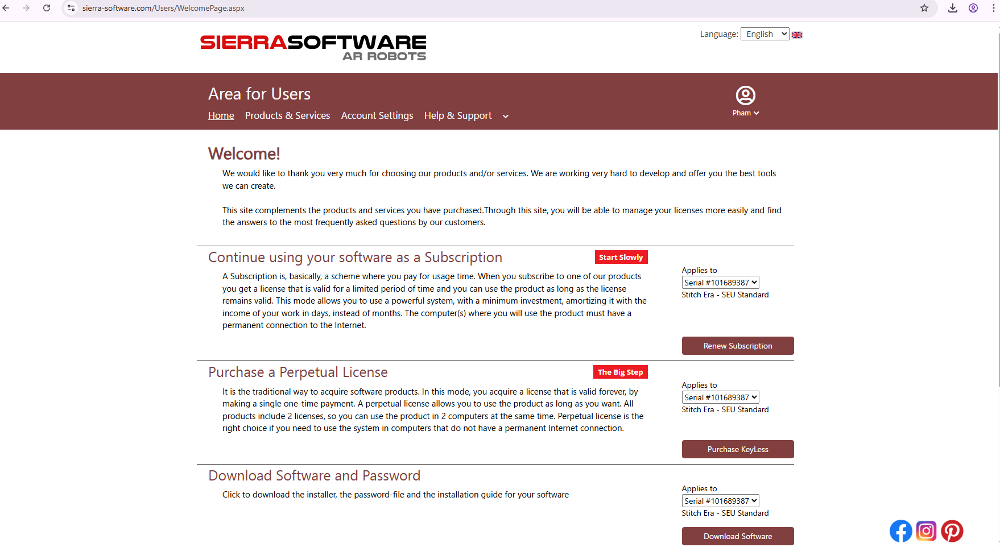 sierra-software.com/Users/WelcomePage.aspx
SIERRASOFTWARE
AR ROBOTS
Language: English
Area for Users
Home Products & Services Account Settings Help & Support
Pham
Welcome!
We would like to thank you very much for choosing our products and/or services. We are working very hard to develop and offer you the best tools
we can create.
This site complements the products and services you have purchased.Through this site, you will be able to manage your licenses more easily and find
the answers to the most frequently asked questions by our customers.
Continue using your software as a Subscription
Start Slowly
A Subscription is, basically, a scheme where you pay for usage time. When you subscribe to one of our products
you get a license that is valid for a limited period of time and you can use the product as long as the license
remains valid. This mode allows you to use a powerful system, with a minimum investment, amortizing it with the
income of your work in days, instead of months. The computer(s) where you will use the product must have a
permanent connection to the Internet.
Applies to
Serial #101689387
Stitch Era - SEU Standard
Renew Subscription
Purchase a Perpetual License
The Big Step
It is the traditional way to acquire software products. In this mode, you acquire a license that is valid forever, by
making a single one-time payment. A perpetual license allows you to use the product as long as you want. All
products include 2 licenses, so you can use the product in 2 computers at the same time. Perpetual license is the
right choice if you need to use the system in computers that do not have a permanent Internet connection.
Applies to
Serial #101689387
Stitch Era - SEU Standard
Purchase KeyLess
Download Software and Password
Click to download the installer, the password-file and the installation guide for your software
Applies to
Serial #101689387
Stitch Era - SEU Standard
Download Software